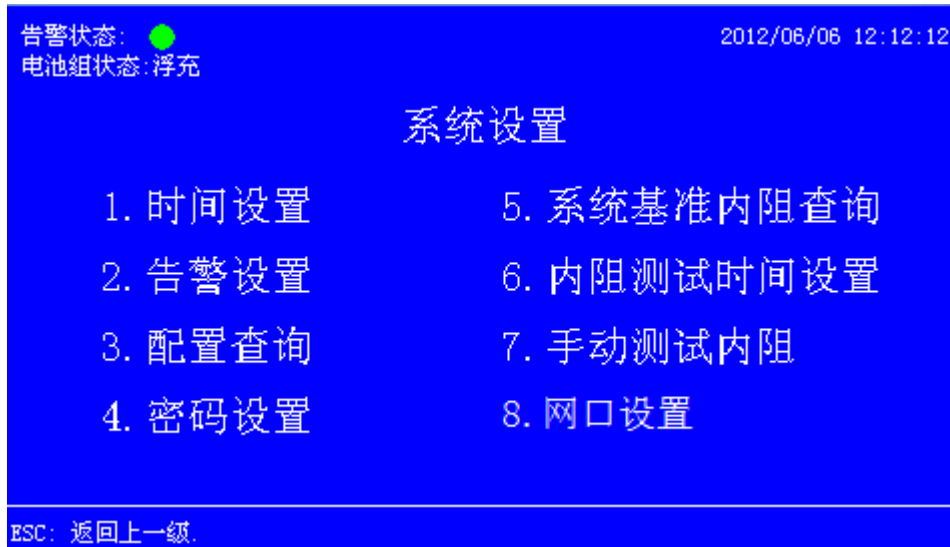 告警状态:
2012/06/06 12:12:12
电池组状态:浮充
系统设置
1. 时间设置
5. 系统基准内阻查询
2. 告警设置
6. 内阻测试时间设置
3. 配置查询
7. 手动测试内阻
4. 密码设置
8. 网口设置
ESC: 返回上一级.